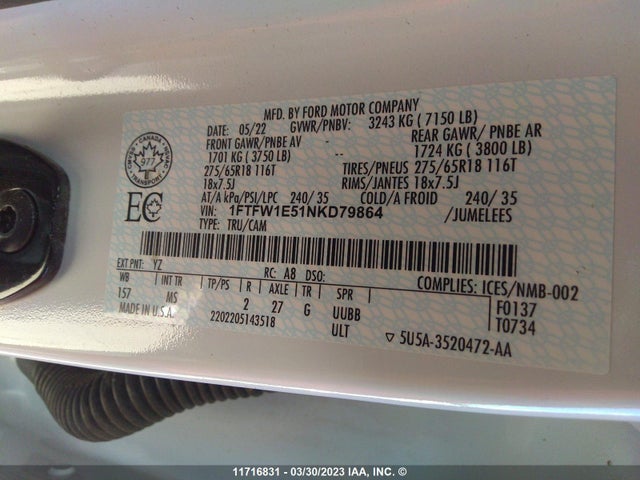 MFD. BY FORD MOTOR COMPANY
DATE: 05/22 GVWR/PNBV: 3243 KG ( 7150 LB)
FRONT GAWR/ PNBE AV -- REAR GAWR/ PNBE AR
1701 KG ( 3750 LB) 1724 KG ( 3800 LB)
275/65R18 116T TIRES/PNEUS 275/65R18 116T
18x7.5J RIMS/JANTES 18x7.5J
AT/A kPa/PSI/LPC 240/ 35 COLD/A FROID 240/ 35
VIN: 1FTFW1E51NKD79864 /JUMELEES
TYPE: TRU/CAM
CANADA
977
TRANSPORT
EC
EXT PNT: YZ RC: A8 DSO: COMPLIES: ICES/NMB-002
WB INT TR TP/PS R AXLE TR SPR F0137
157 MS 2 27 G UUBB T0734
MADE IN U.S.A. 2202205143518 ULT 5U5A-3520472-AA
11716831 - 03/30/2023 IAA, INC. ©